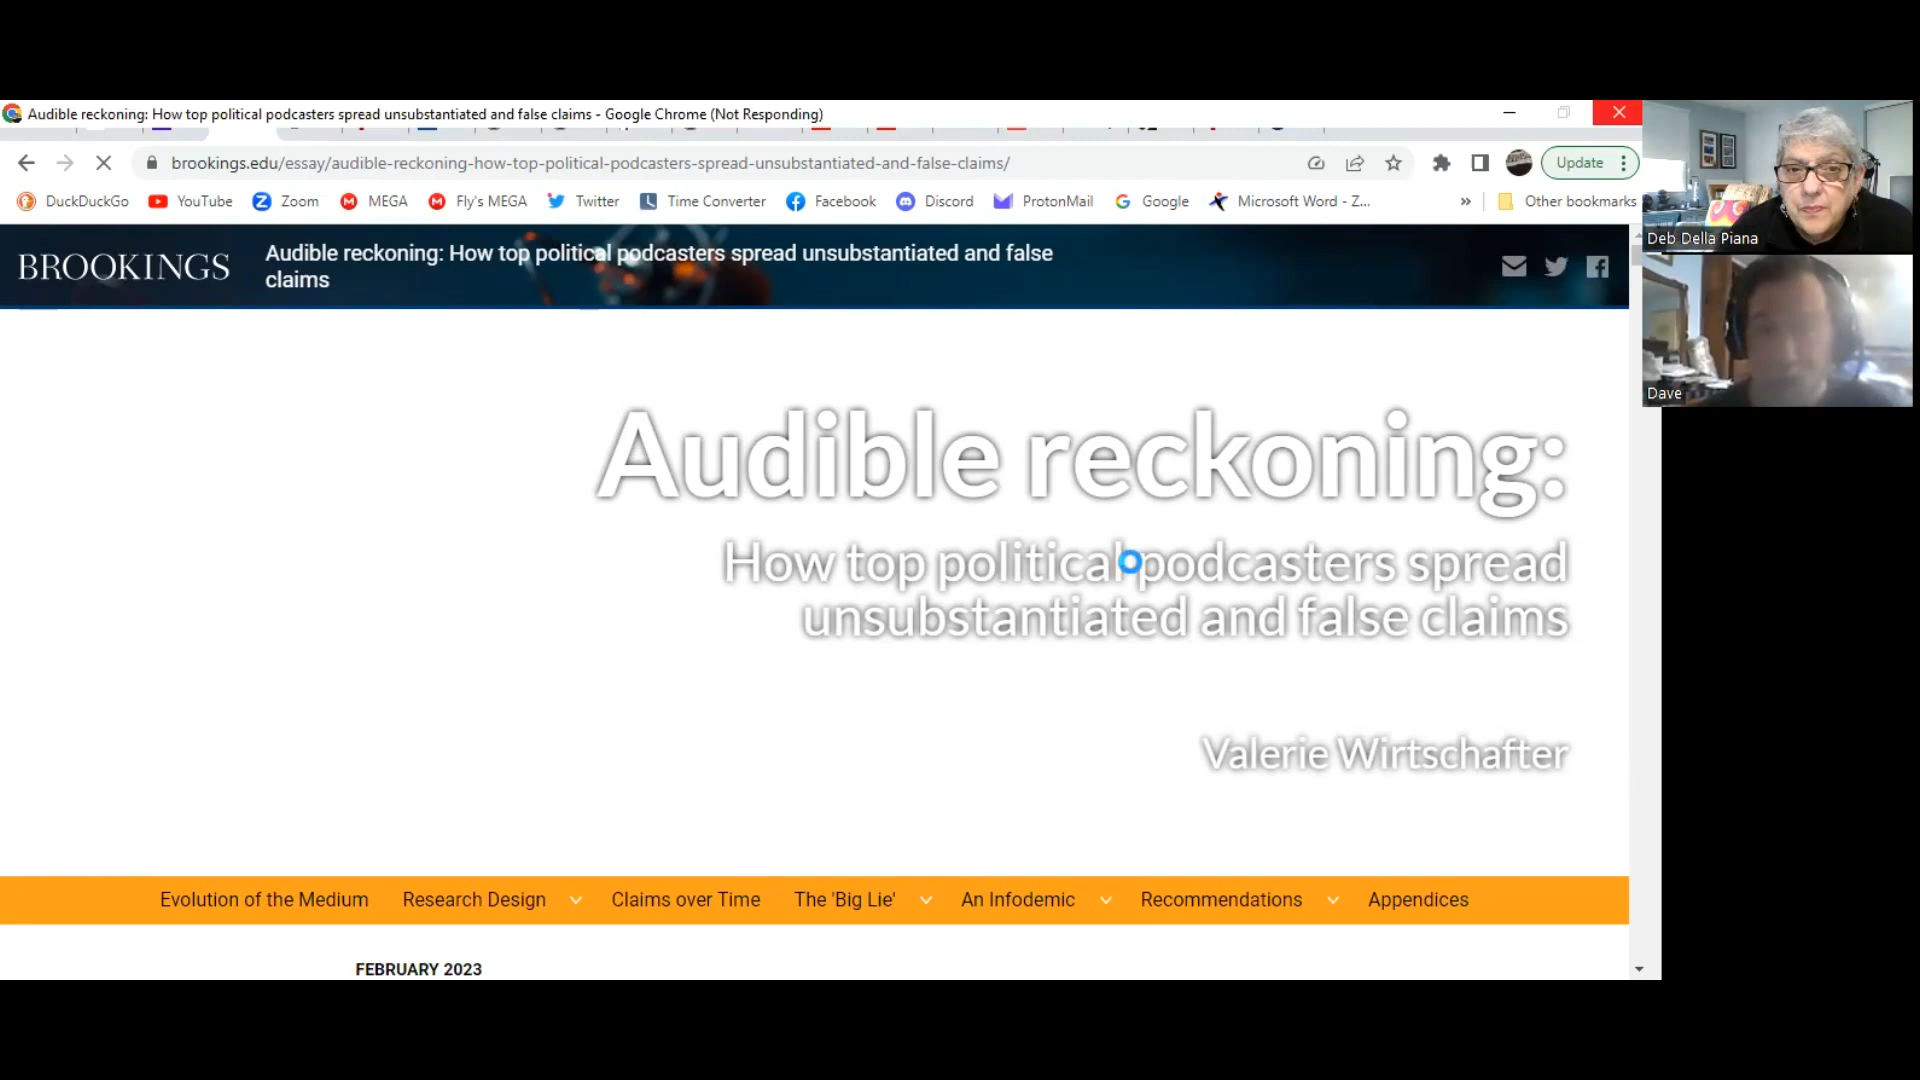 Audible reckoning: How top political podcasters spread unsubstantiated and false claims - Google Chrome (Not Responding)
brookings.edu/essay/audible-reckoning-how-top-political-podcasters-spread-unsubstantiated-and-false-claims/
Update
DuckDuckGo YouTube Zoom MEGA Fly's MEGA Twitter Time Converter Facebook Discord ProtonMail Google Microsoft Word - Z... » Other bookmarks
Deb Della Piana
BROOKINGS
Audible reckoning: How top political podcasters spread unsubstantiated and false
claims
Dave
Audible reckoning:
How top political podcasters spread
unsubstantiated and false claims
Valerie Wirtschafter
Evolution of the Medium Research Design Claims over Time The 'Big Lie' An Infodemic Recommendations Appendices
FEBRUARY 2023